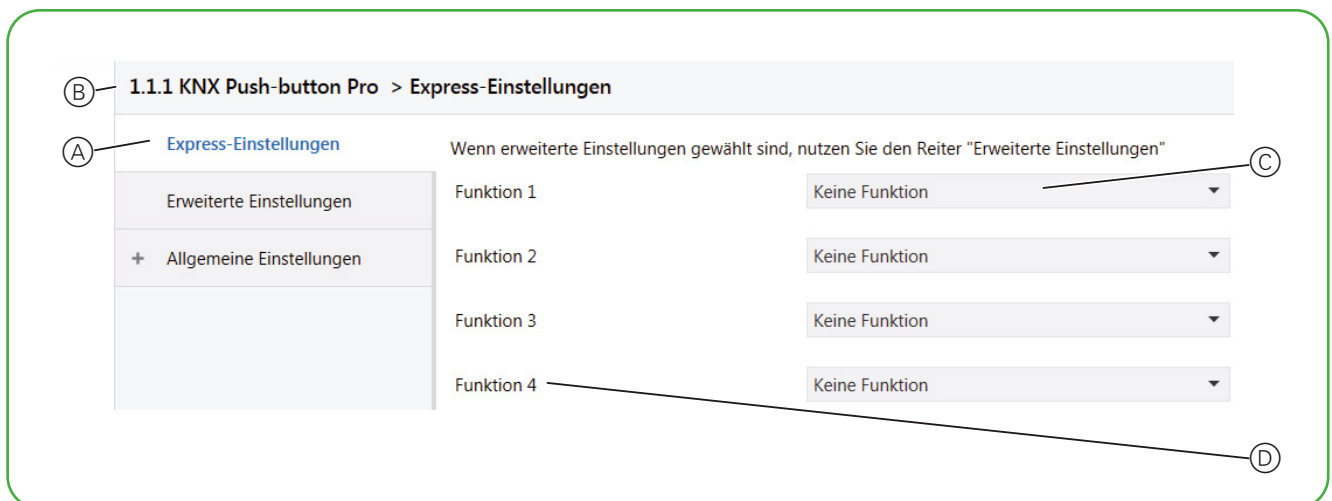 B 1.1.1 KNX Push-button Pro > Express-Einstellungen
A Express-Einstellungen
Erweiterte Einstellungen
+ Allgemeine Einstellungen
Wenn erweiterte Einstellungen gewählt sind, nutzen Sie den Reiter "Erweiterte Einstellungen"
C
Funktion 1 Keine Funktion
Funktion 2 Keine Funktion
Funktion 3 Keine Funktion
Funktion 4 Keine Funktion
D